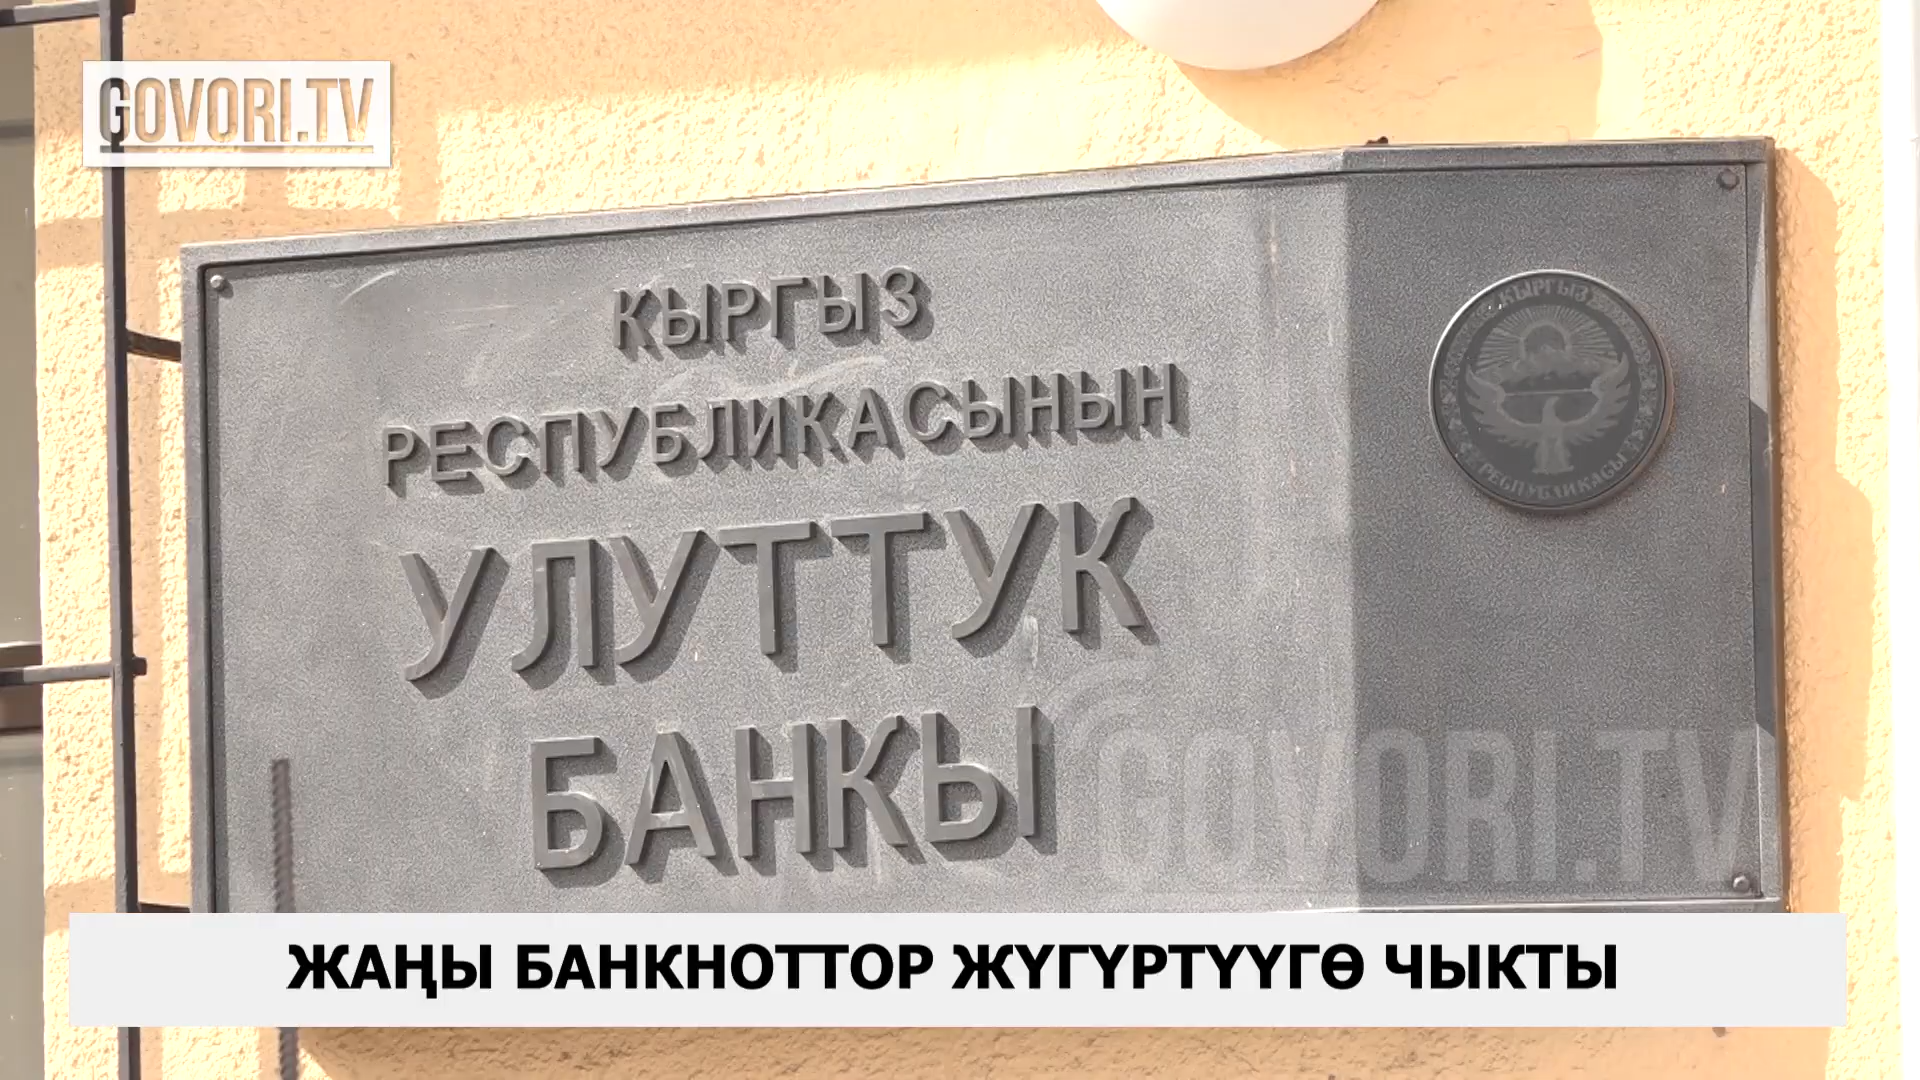 GOVORI.TV
КЫРГЫЗ
РЕСПУБЛИКАСЫНЫН
УЛУТТУК
БАНКЫ
КЫРГЫЗ
РЕСПУБЛИКАСЫ
GOVORI.TV
ЖАҢЫ БАНКНОТТОР ЖҮГҮРТҮҮГӨ ЧЫКТЫ